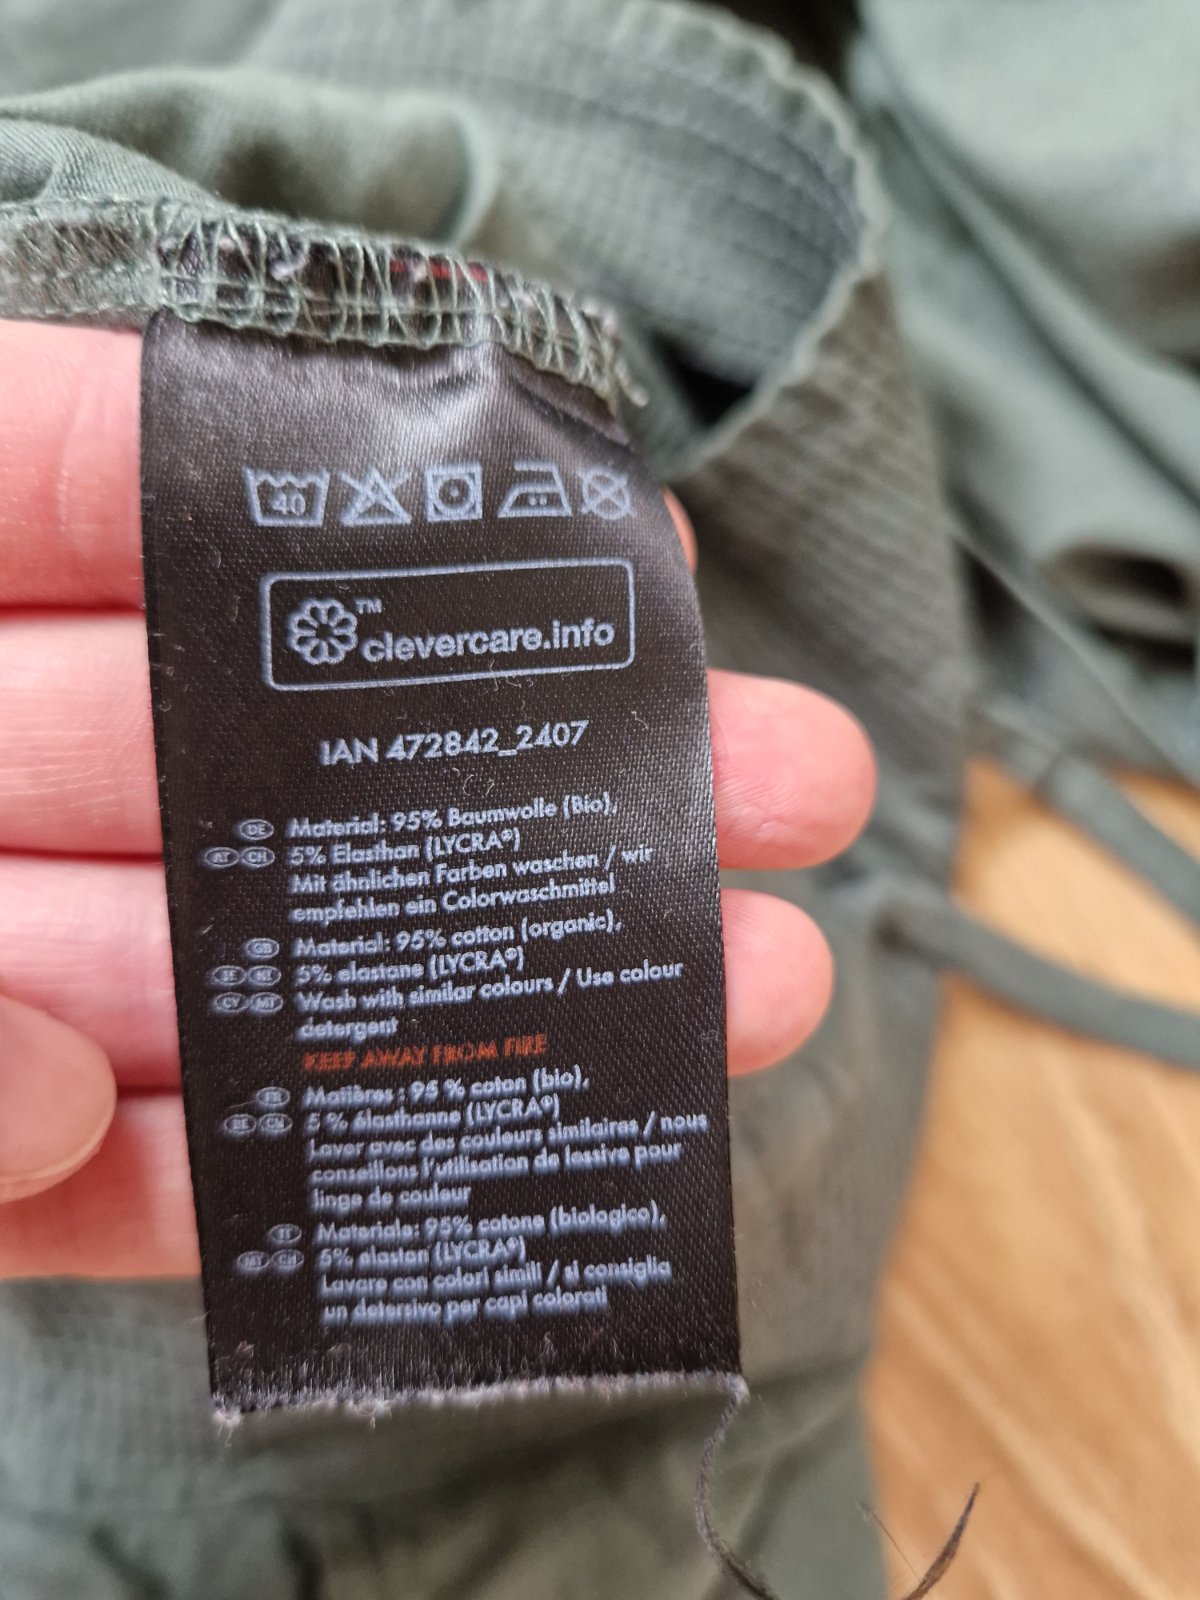 40
clevercare.info™
IAN 472842_2407
DE Material: 95% Baumwolle (Bio),
AT CH 5% Elasthan (LYCRA®)
Mit ähnlichen Farben waschen / wir
empfehlen ein Colorwaschmittel
GB Material: 95% cotton (organic),
IE NI 5% elastane (LYCRA®)
CY MT Wash with similar colours / Use colour
detergent
KEEP AWAY FROM FIRE
FR Matières : 95 % coton (bio),
BE CH 5 % élasthanne (LYCRA®)
Laver avec des couleurs similaires / nous
conseillons l'utilisation de lessive pour
linge de couleur
IT Materiale: 95% cotone (biologico),
MT CH 5% elastan (LYCRA®)
Lavare con colori simili / si consiglia
un detersivo per capi colorati